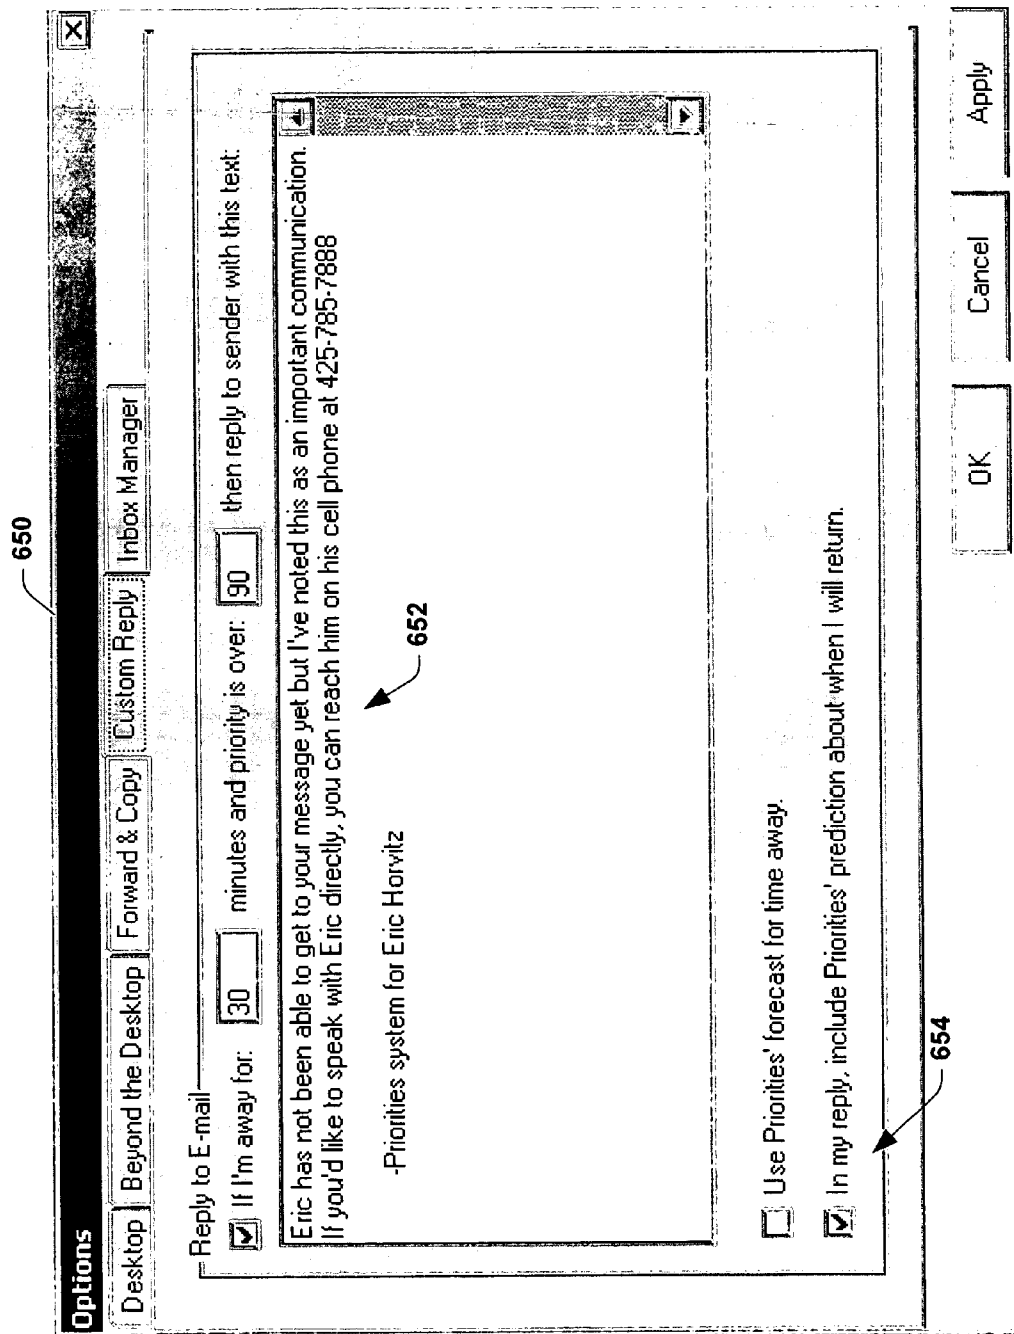 650
Options
Desktop Beyond the Desktop Forward & Copy Custom Reply Inbox Manager
Reply to E-mail
If I'm away for: 30 minutes and priority is over: 90 then reply to sender with this text:
Eric has not been able to get to your message yet but I've noted this as an important communication.
If you'd like to speak with Eric directly, you can reach him on his cell phone at 425-785-7888
-Priorities system for Eric Horvitz
652
Use Priorities' forecast for time away.
In my reply, include Priorities' prediction about when I will return.
654
OK Cancel Apply